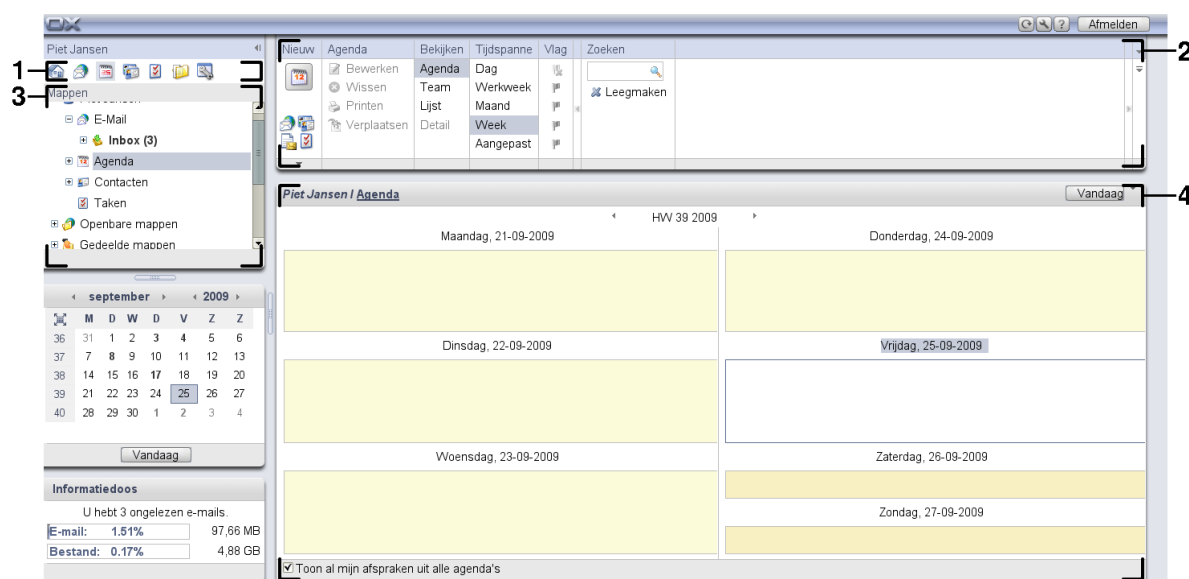 OX
Afmelden
Piet Jansen
1
3
Mappen
Piet Jansen
E-Mail
Inbox (3)
Agenda
Contacten
Taken
Openbare mappen
Gedeelde mappen
Nieuw Agenda Bekijken Tijdspanne Vlag Zoeken
2
Bewerken Agenda Dag
Wissen Team Werkweek Leegmaken
Printen Lijst Maand
Verplaatsen Detail Week
Aangepast
Piet Jansen / Agenda Vandaag
4
HW 39 2009
Maandag, 21-09-2009 Donderdag, 24-09-2009
Dinsdag, 22-09-2009 Vrijdag, 25-09-2009
Woensdag, 23-09-2009 Zaterdag, 26-09-2009
Zondag, 27-09-2009
Toon al mijn afspraken uit alle agenda's
september 2009
M D W D V Z Z
36 31 1 2 3 4 5 6
37 7 8 9 10 11 12 13
38 14 15 16 17 18 19 20
39 21 22 23 24 25 26 27
40 28 29 30 1 2 3 4
Vandaag
Informatiedoos
U hebt 3 ongelezen e-mails.
E-mail: 1.51% 97,66 MB
Bestand: 0.17% 4,88 GB